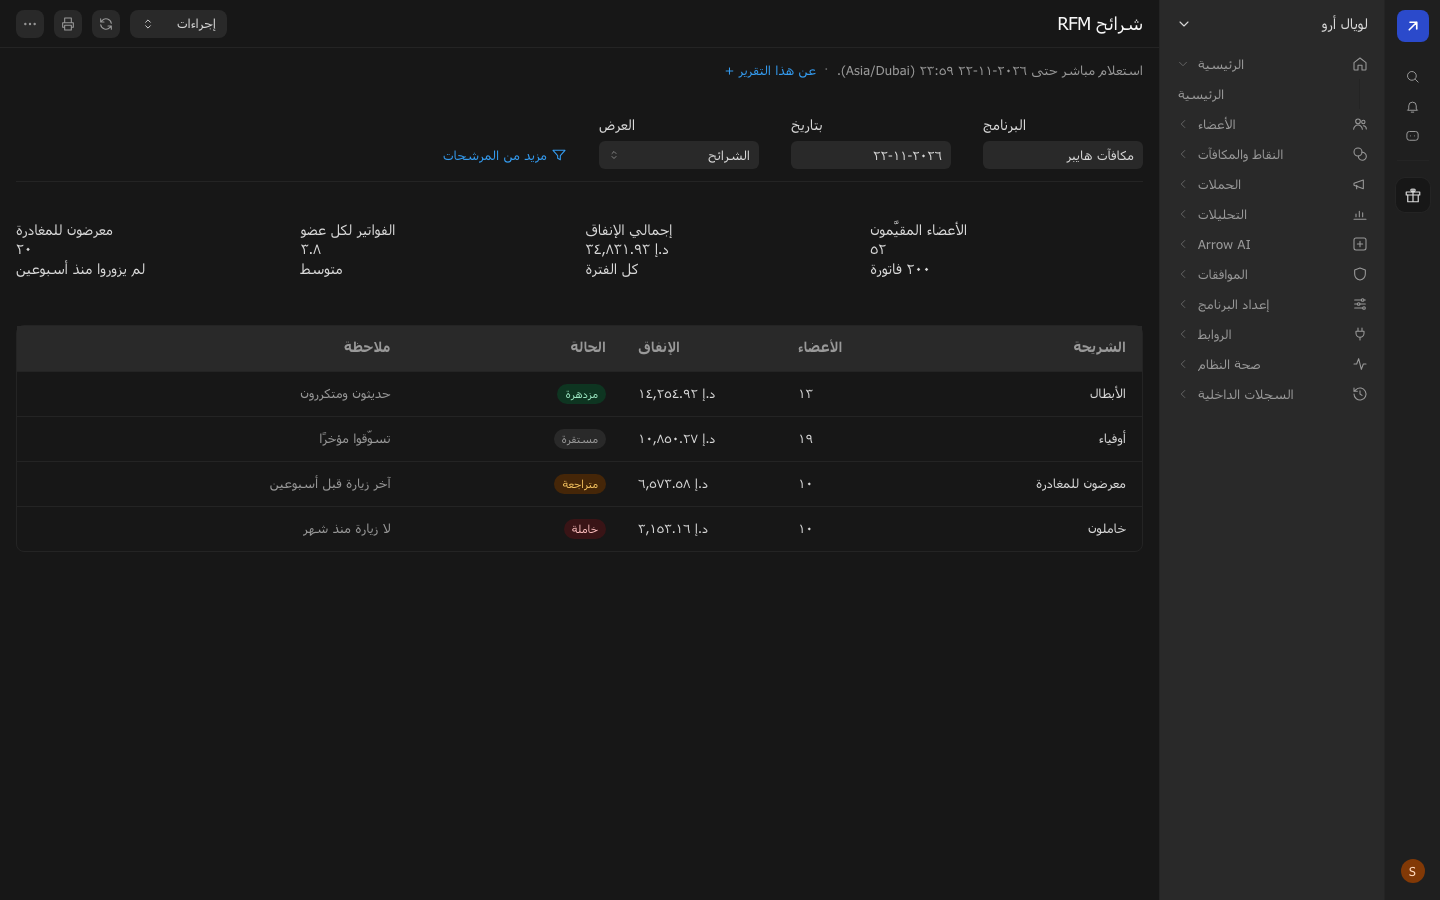 لويال أرو
الرئيسية
الرئيسية
الأعضاء
النقاط والمكافآت
الحملات
التحليلات
Arrow AI
الموافقات
إعداد البرنامج
الروابط
صحة النظام
السجلات الداخلية
S
شرائح RFM
إجراءات
استعلام مباشر حتى ٢٠٢٦-١١-٢٢ ٢٣:٥٩ (Asia/Dubai). · عن هذا التقرير +
البرنامج
بتاريخ
العرض
مكافآت هايبر
٢٠٢٦-١١-٢٢
الشرائح
مزيد من المرشحات
الأعضاء المقيَّمون
٥٢
٢٠٠ فاتورة
إجمالي الإنفاق
د.إ ٣٤,٨٣١.٩٣
كل الفترة
الفواتير لكل عضو
٣.٨
متوسط
معرضون للمغادرة
٢٠
لم يزوروا منذ أسبوعين
الشريحة الأعضاء الإنفاق الحالة ملاحظة
الأبطال ١٣ د.إ ١٤,٢٥٤.٩٢ مزدهرة حديثون ومتكررون
أوفياء ١٩ د.إ ١٠,٨٥٠.٢٧ مستقرة تسوّقوا مؤخرًا
معرضون للمغادرة ١٠ د.إ ٦,٥٧٣.٥٨ متراجعة آخر زيارة قبل أسبوعين
خاملون ١٠ د.إ ٣,١٥٣.١٦ خاملة لا زيارة منذ شهر